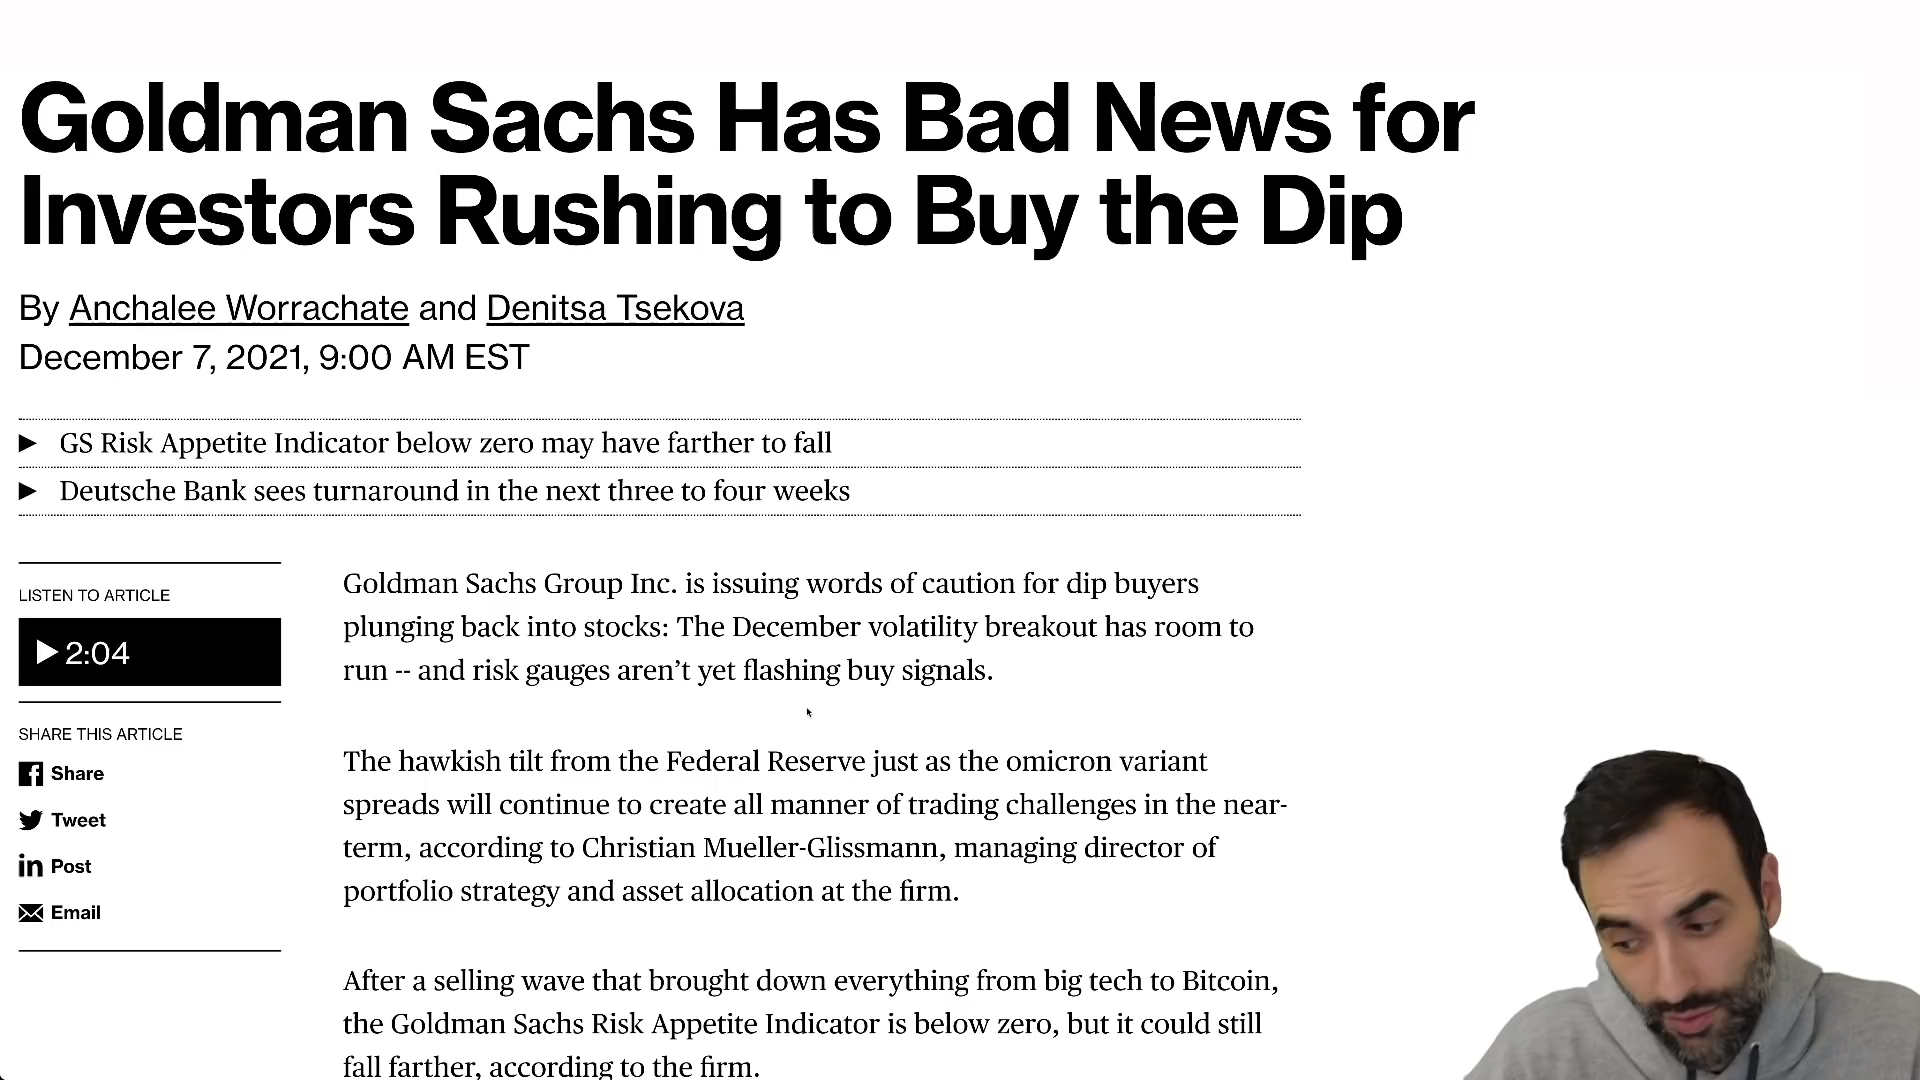 Goldman Sachs Has Bad News for
Investors Rushing to Buy the Dip
By Anchalee Worrachate and Denitsa Tsekova
December 7, 2021, 9:00 AM EST
GS Risk Appetite Indicator below zero may have farther to fall
Deutsche Bank sees turnaround in the next three to four weeks
LISTEN TO ARTICLE
2:04
SHARE THIS ARTICLE
Share
Tweet
Post
Email
Goldman Sachs Group Inc. is issuing words of caution for dip buyers
plunging back into stocks: The December volatility breakout has room to
run -- and risk gauges aren’t yet flashing buy signals.
The hawkish tilt from the Federal Reserve just as the omicron variant
spreads will continue to create all manner of trading challenges in the near-
term, according to Christian Mueller-Glissmann, managing director of
portfolio strategy and asset allocation at the firm.
After a selling wave that brought down everything from big tech to Bitcoin,
the Goldman Sachs Risk Appetite Indicator is below zero, but it could still
fall farther, according to the firm.